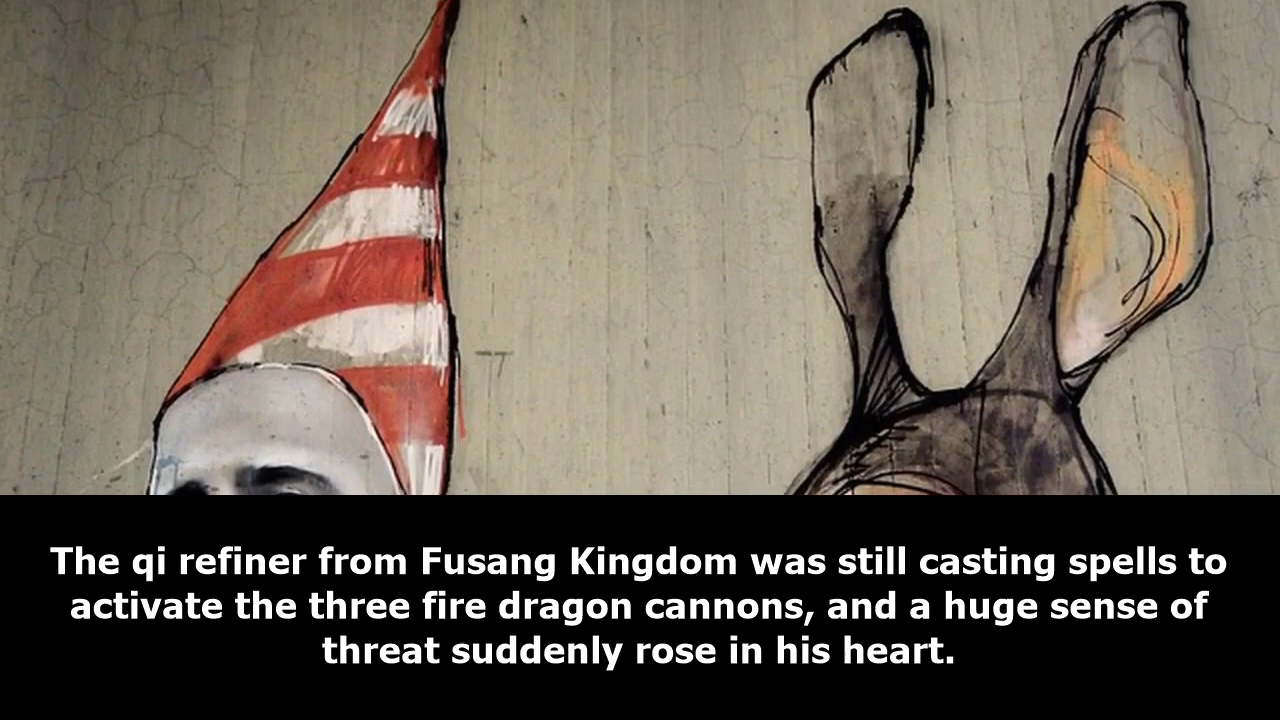 The qi refiner from Fusang Kingdom was still casting spells to
activate the three fire dragon cannons, and a huge sense of
threat suddenly rose in his heart.